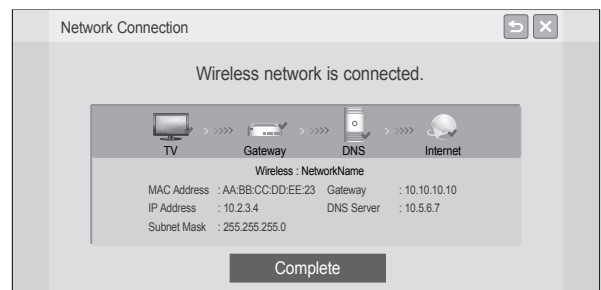 Network Connection
Wireless network is connected.
TV Gateway DNS Internet
Wireless : NetworkName
MAC Address : AA:BB:CC:DD:EE:23 Gateway : 10.10.10.10
IP Address : 10.2.3.4 DNS Server : 10.5.6.7
Subnet Mask : 255.255.255.0
Complete